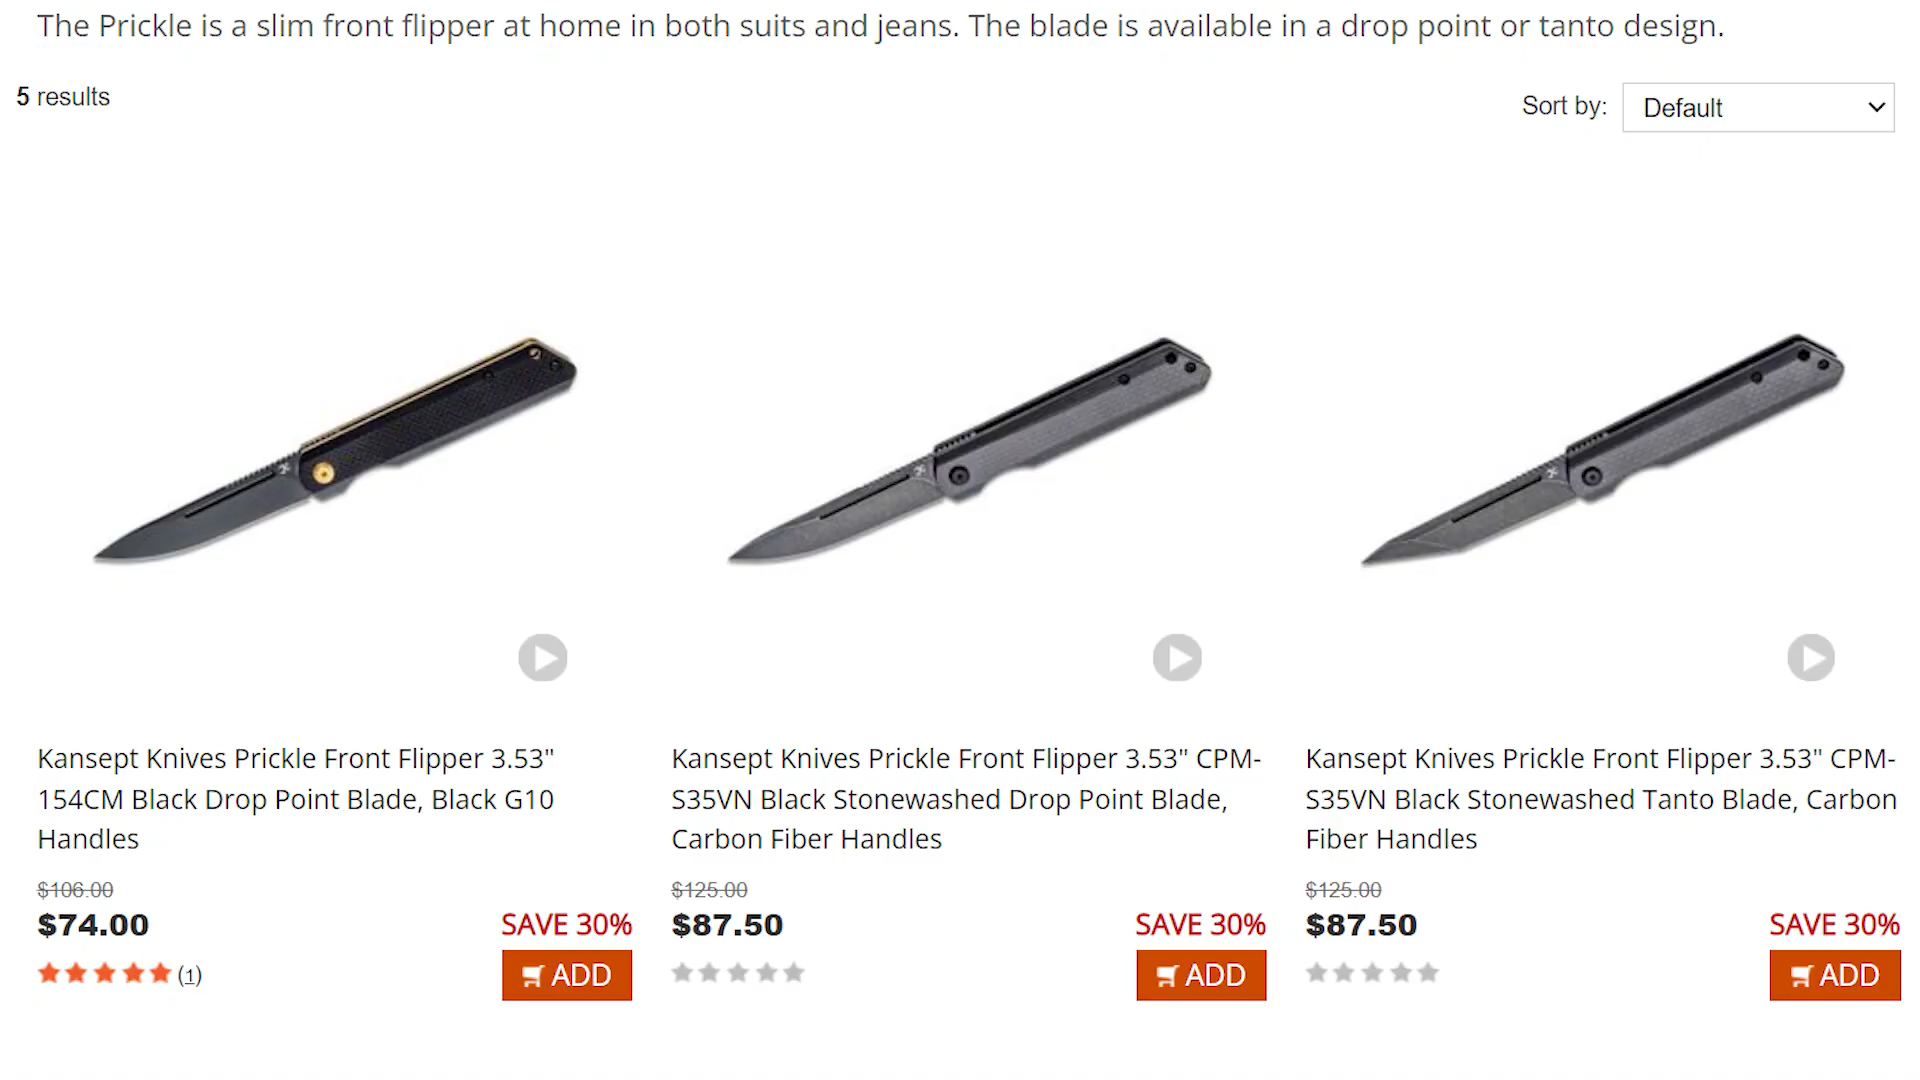 The Prickle is a slim front flipper at home in both suits and jeans. The blade is available in a drop point or tanto design.
5 results
Sort by: Default
Kansept Knives Prickle Front Flipper 3.53"
154CM Black Drop Point Blade, Black G10
Handles
$106.00
$74.00
SAVE 30%
(1)
ADD
Kansept Knives Prickle Front Flipper 3.53" CPM-
S35VN Black Stonewashed Drop Point Blade,
Carbon Fiber Handles
$125.00
$87.50
SAVE 30%
ADD
Kansept Knives Prickle Front Flipper 3.53" CPM-
S35VN Black Stonewashed Tanto Blade, Carbon
Fiber Handles
$125.00
$87.50
SAVE 30%
ADD